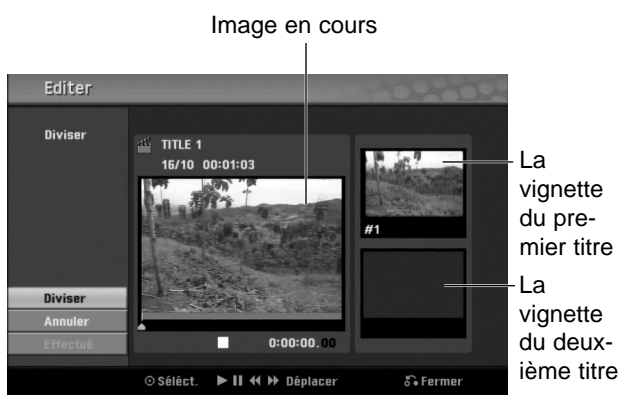 Image en cours
Editer
Diviser
TITLE 1
16/10 00:01:03
#1
La
vignette
du pre-
mier titre
La
vignette
du deux-
ième titre
Diviser
Annuler
Effectué
0:00:00.00
Séléct. Déplacer Fermer